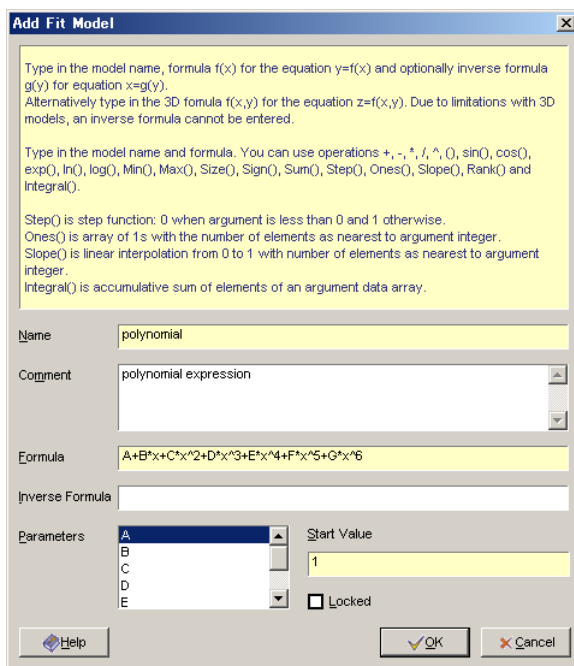 Add Fit Model
Type in the model name, formula f(x) for the equation y=f(x) and optionally inverse formula
g(y) for equation x=g(y).
Alternatively type in the 3D fomula f(x,y) for the equation z=f(x,y). Due to limitations with 3D
models, an inverse formula cannot be entered.
Type in the model name and formula. You can use operations +, -, *, /, ^, (), sin(), cos(),
exp(), ln(), log(), Min(), Max(), Size(), Sign(), Sum(), Step(), Ones(), Slope(), Rank() and
Integral().
Step() is step function: 0 when argument is less than 0 and 1 otherwise.
Ones() is array of 1s with the number of elements as nearest to argument integer.
Slope() is linear interpolation from 0 to 1 with number of elements as nearest to argument
integer.
Integral() is accumulative sum of elements of an argument data array.
Name
polynomial
Comment
polynomial expression
Formula
A+B*x+C*x^2+D*x^3+E*x^4+F*x^5+G*x^6
Inverse Formula
Parameters
A
B
C
D
E
Start Value
1
Locked
Help
OK
Cancel